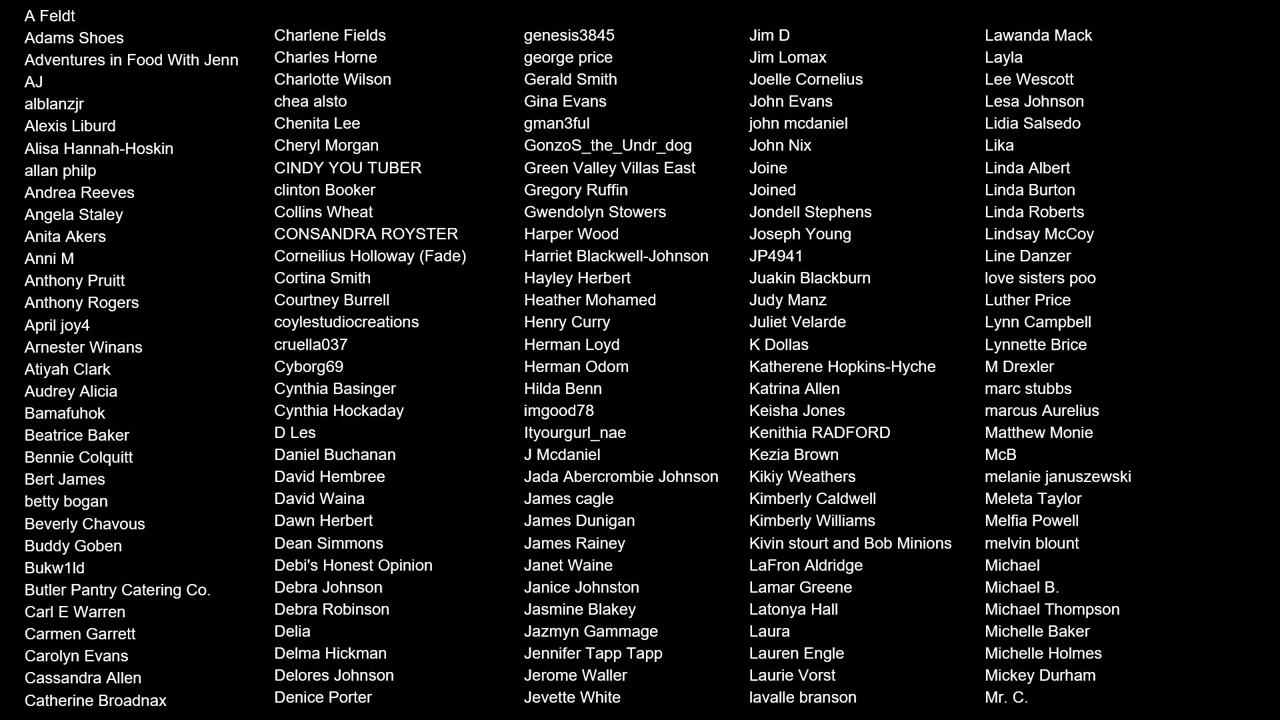 A Feldt
Adams Shoes
Adventures in Food With Jenn
AJ
alblanzjr
Alexis Liburd
Alisa Hannah-Hoskin
allan philp
Andrea Reeves
Angela Staley
Anita Akers
Anni M
Anthony Pruitt
Anthony Rogers
April joy4
Arnester Winans
Atiyah Clark
Audrey Alicia
Bamafuhok
Beatrice Baker
Bennie Colquitt
Bert James
betty bogan
Beverly Chavous
Buddy Goben
Bukw1ld
Butler Pantry Catering Co.
Carl E Warren
Carmen Garrett
Carolyn Evans
Cassandra Allen
Catherine Broadnax
Charlene Fields
Charles Horne
Charlotte Wilson
chea alsto
Chenita Lee
Cheryl Morgan
CINDY YOU TUBER
clinton Booker
Collins Wheat
CONSANDRA ROYSTER
Corneilius Holloway (Fade)
Cortina Smith
Courtney Burrell
coylestudiocreations
cruella037
Cyborg69
Cynthia Basinger
Cynthia Hockaday
D Les
Daniel Buchanan
David Hembree
David Waina
Dawn Herbert
Dean Simmons
Debi's Honest Opinion
Debra Johnson
Debra Robinson
Delia
Delma Hickman
Delores Johnson
Denice Porter
genesis3845
george price
Gerald Smith
Gina Evans
gman3ful
GonzoS_the_Undr_dog
Green Valley Villas East
Gregory Ruffin
Gwendolyn Stowers
Harper Wood
Harriet Blackwell-Johnson
Hayley Herbert
Heather Mohamed
Henry Curry
Herman Loyd
Herman Odom
Hilda Benn
imgood78
Ityourgurl_nae
J Mcdaniel
Jada Abercrombie Johnson
James cagle
James Dunigan
James Rainey
Janet Waine
Janice Johnston
Jasmine Blakey
Jazmyn Gammage
Jennifer Tapp Tapp
Jerome Waller
Jevette White
Jim D
Jim Lomax
Joelle Cornelius
John Evans
john mcdaniel
John Nix
Joine
Joined
Jondell Stephens
Joseph Young
JP4941
Juakin Blackburn
Judy Manz
Juliet Velarde
K Dollas
Katherene Hopkins-Hyche
Katrina Allen
Keisha Jones
Kenithia RADFORD
Kezia Brown
Kikiy Weathers
Kimberly Caldwell
Kimberly Williams
Kivin stourt and Bob Minions
LaFron Aldridge
Lamar Greene
Latonya Hall
Laura
Lauren Engle
Laurie Vorst
lavalle branson
Lawanda Mack
Layla
Lee Wescott
Lesa Johnson
Lidia Salsedo
Lika
Linda Albert
Linda Burton
Linda Roberts
Lindsay McCoy
Line Danzer
love sisters poo
Luther Price
Lynn Campbell
Lynnette Brice
M Drexler
marc stubbs
marcus Aurelius
Matthew Monie
McB
melanie januszewski
Meleta Taylor
Melfia Powell
melvin blount
Michael
Michael B.
Michael Thompson
Michelle Baker
Michelle Holmes
Mickey Durham
Mr. C.